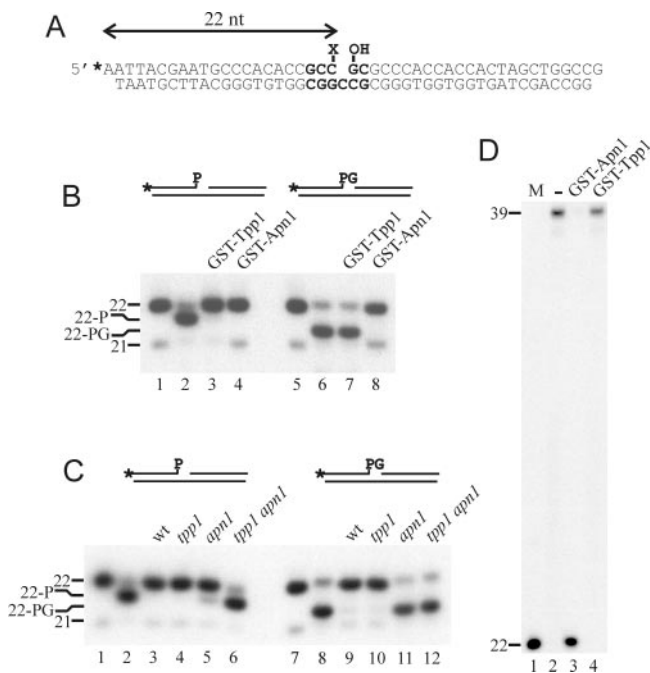 A
22 nt
X OH
5' *AATTACGAATGCCCACACCGCC GCGCCCACCACCACTAGCTGGCCG
TAATGCTTACGGGTGTGGCGGCCGCGGGTGGTGGTGATCGACCGG
B
P
*
PG
*
GST-Tpp1
GST-Apn1
GST-Tpp1
GST-Apn1
22
22-P
22-PG
21
1 2 3 4 5 6 7 8
C
P
*
PG
*
wt
tpp1
apn1
tpp1 apn1
wt
tpp1
apn1
tpp1 apn1
22
22-P
22-PG
21
1 2 3 4 5 6 7 8 9 10 11 12
D
M
–
GST-Apn1
GST-Tpp1
39
22
1 2 3 4